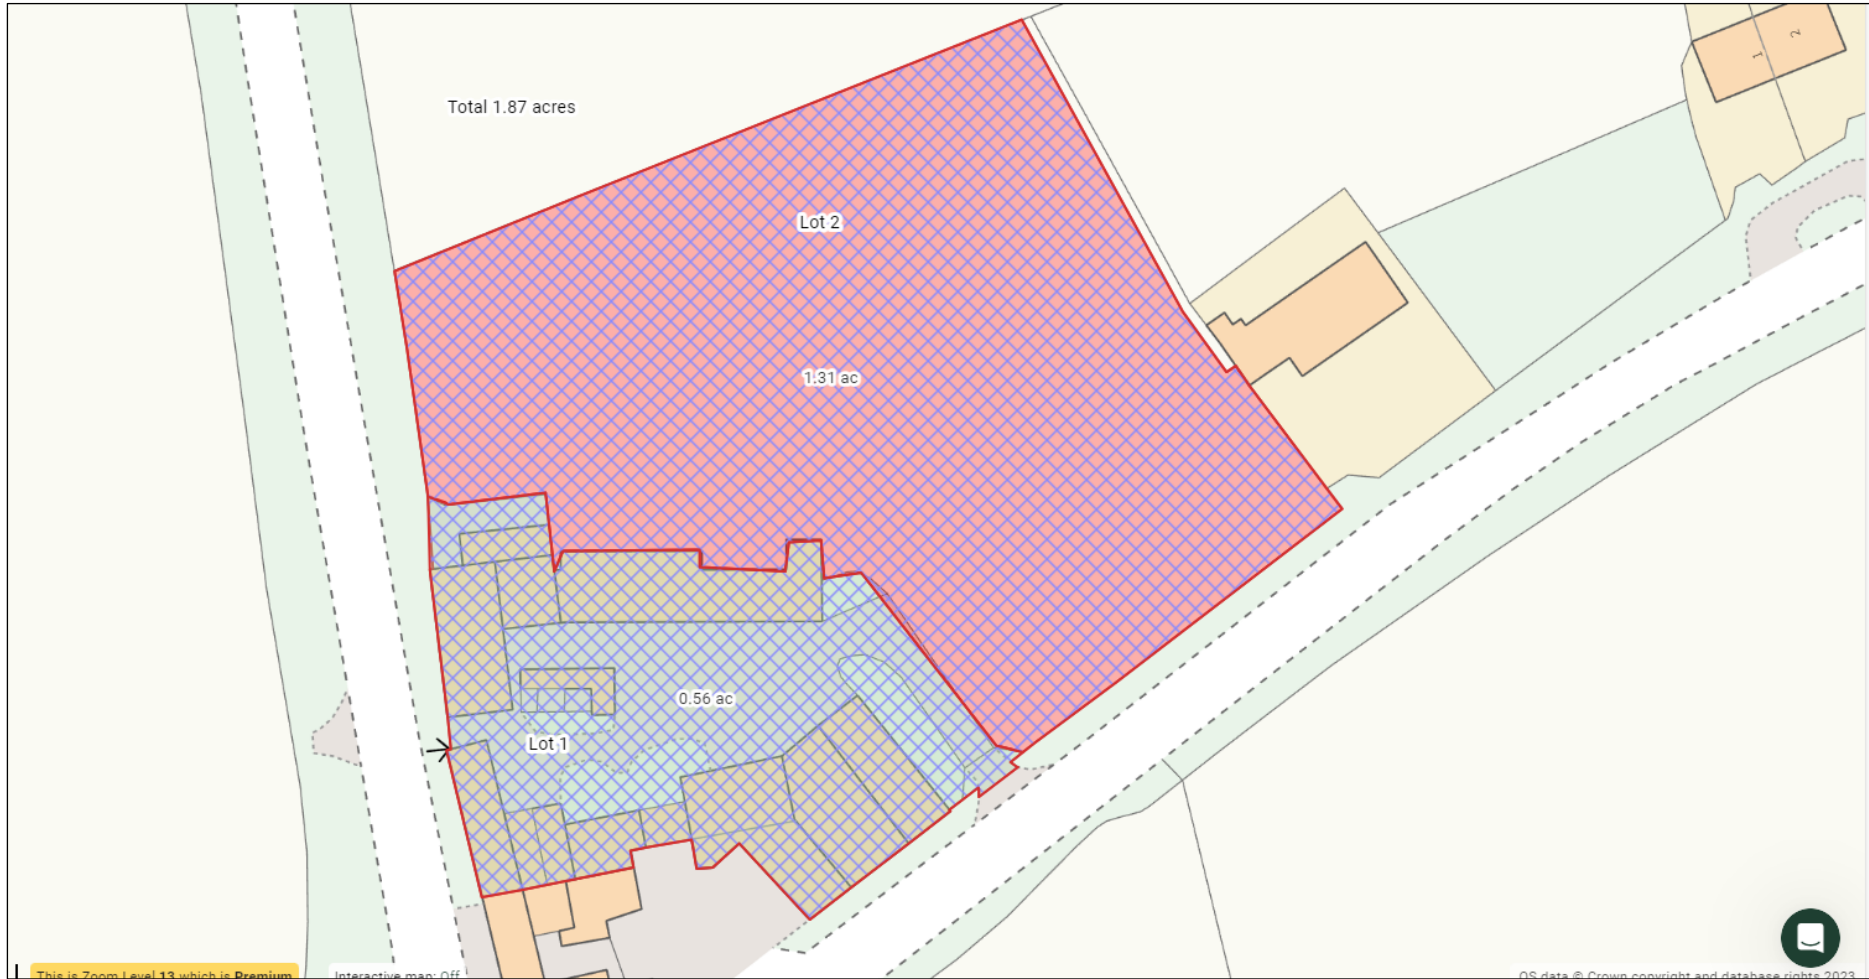 Total 1.87 acres
1
2
Lot 2
1.31 ac
0.56 ac
Lot 1
This is Zoom Level 13 which is Premium
Interactive map: Off
OS data © Crown copyright and database rights 2023